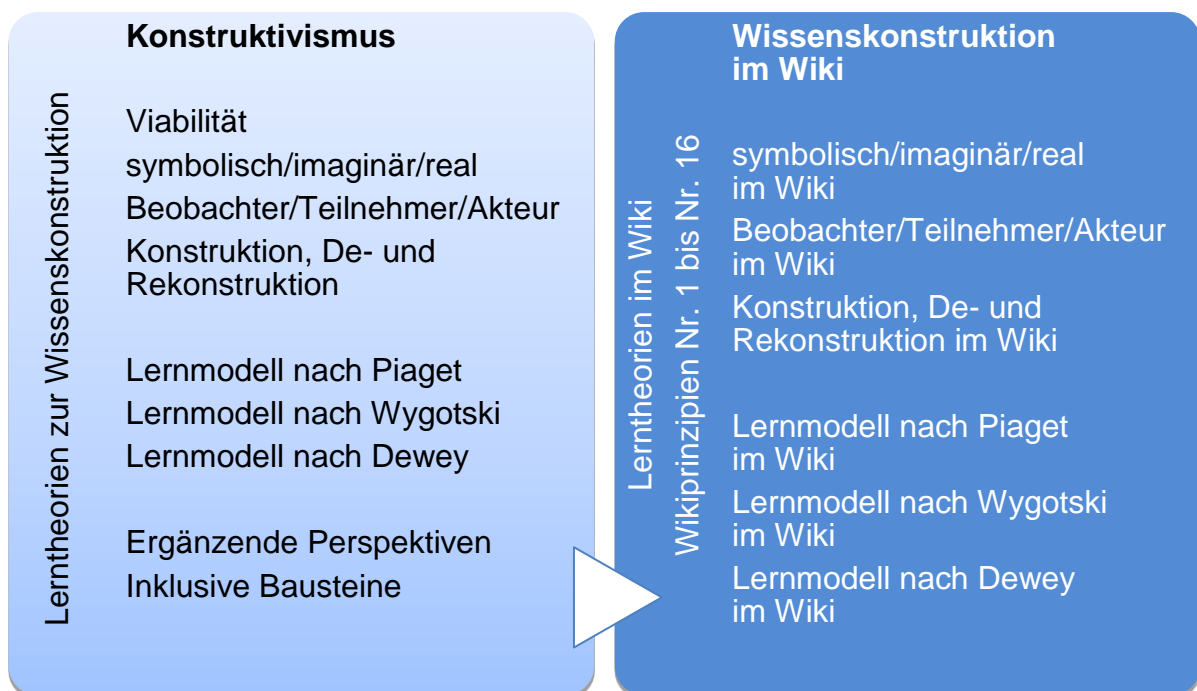 Lerntheorien zur Wissenskonstruktion
Konstruktivismus
Viabilität
symbolisch/imaginär/real
Beobachter/Teilnehmer/Akteur
Konstruktion, De- und
Rekonstruktion
Lernmodell nach Piaget
Lernmodell nach Wygotski
Lernmodell nach Dewey
Ergänzende Perspektiven
Inklusive Bausteine
Lerntheorien im Wiki
Wikiprinzipien Nr. 1 bis Nr. 16
Wissenskonstruktion
im Wiki
symbolisch/imaginär/real
im Wiki
Beobachter/Teilnehmer/Akteur
im Wiki
Konstruktion, De- und
Rekonstruktion im Wiki
Lernmodell nach Piaget
im Wiki
Lernmodell nach Wygotski
im Wiki
Lernmodell nach Dewey
im Wiki